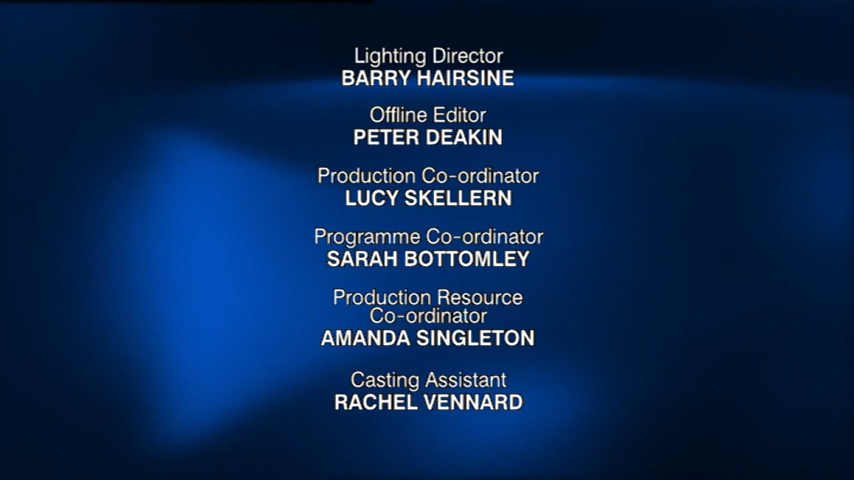 Lighting Director
BARRY HAIRSINE
Offline Editor
PETER DEAKIN
Production Co-ordinator
LUCY SKELLERN
Programme Co-ordinator
SARAH BOTTOMLEY
Production Resource
Co-ordinator
AMANDA SINGLETON
Casting Assistant
RACHEL VENNARD